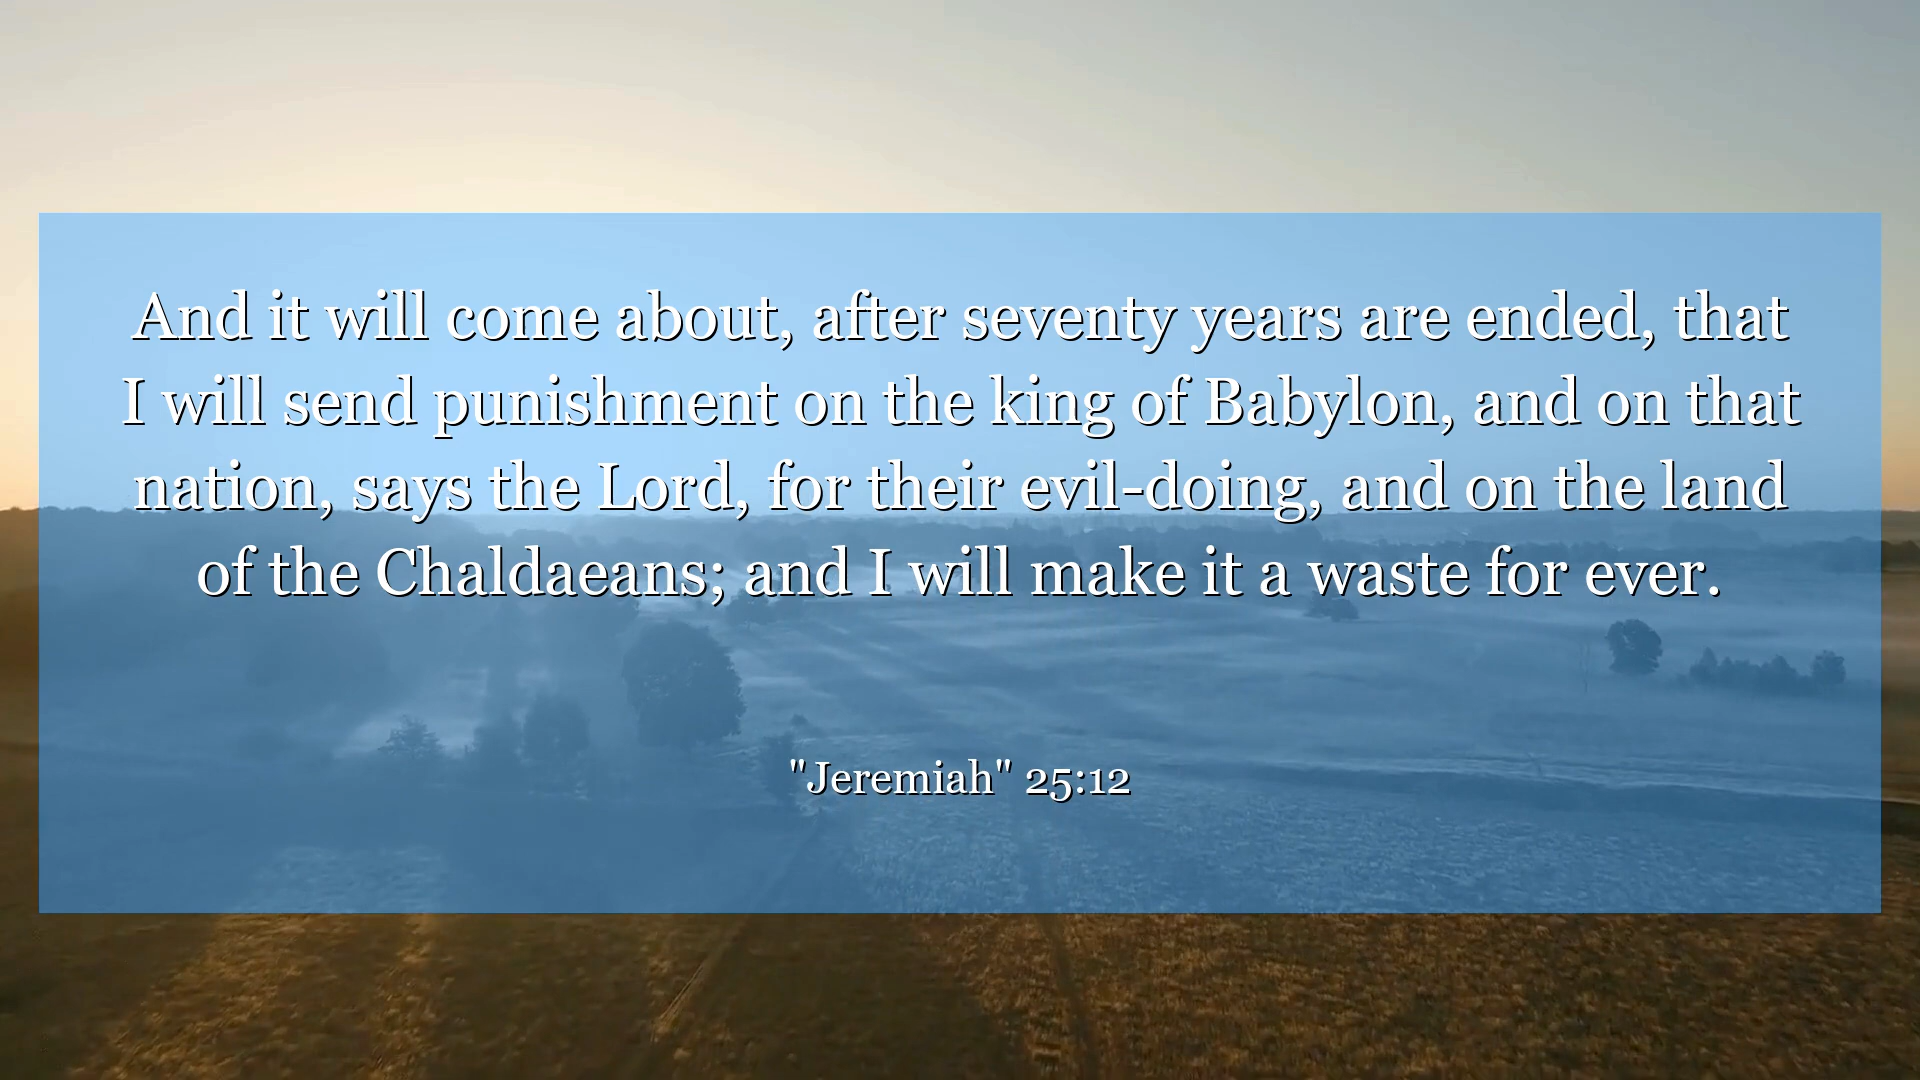 And it will come about, after seventy years are ended, that
I will send punishment on the king of Babylon, and on that
nation, says the Lord, for their evil-doing, and on the land
of the Chaldaeans; and I will make it a waste for ever.
"Jeremiah" 25:12